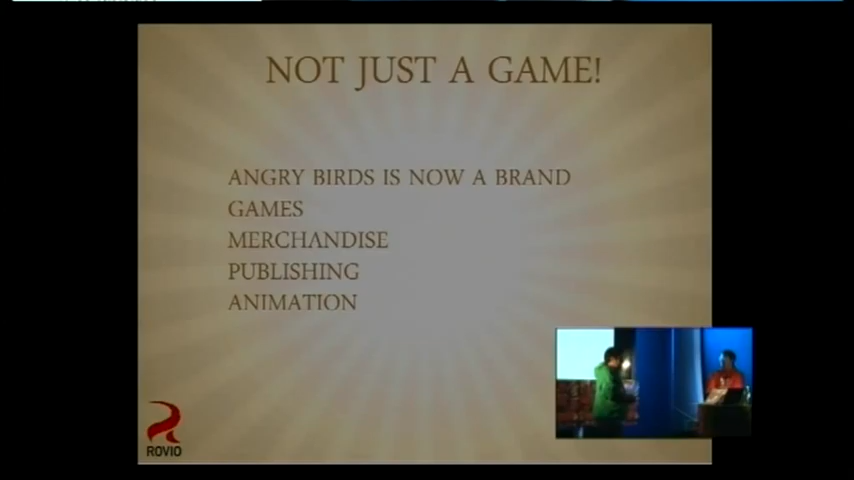 NOT JUST A GAME!
ANGRY BIRDS IS NOW A BRAND
GAMES
MERCHANDISE
PUBLISHING
ANIMATION
ROVIO